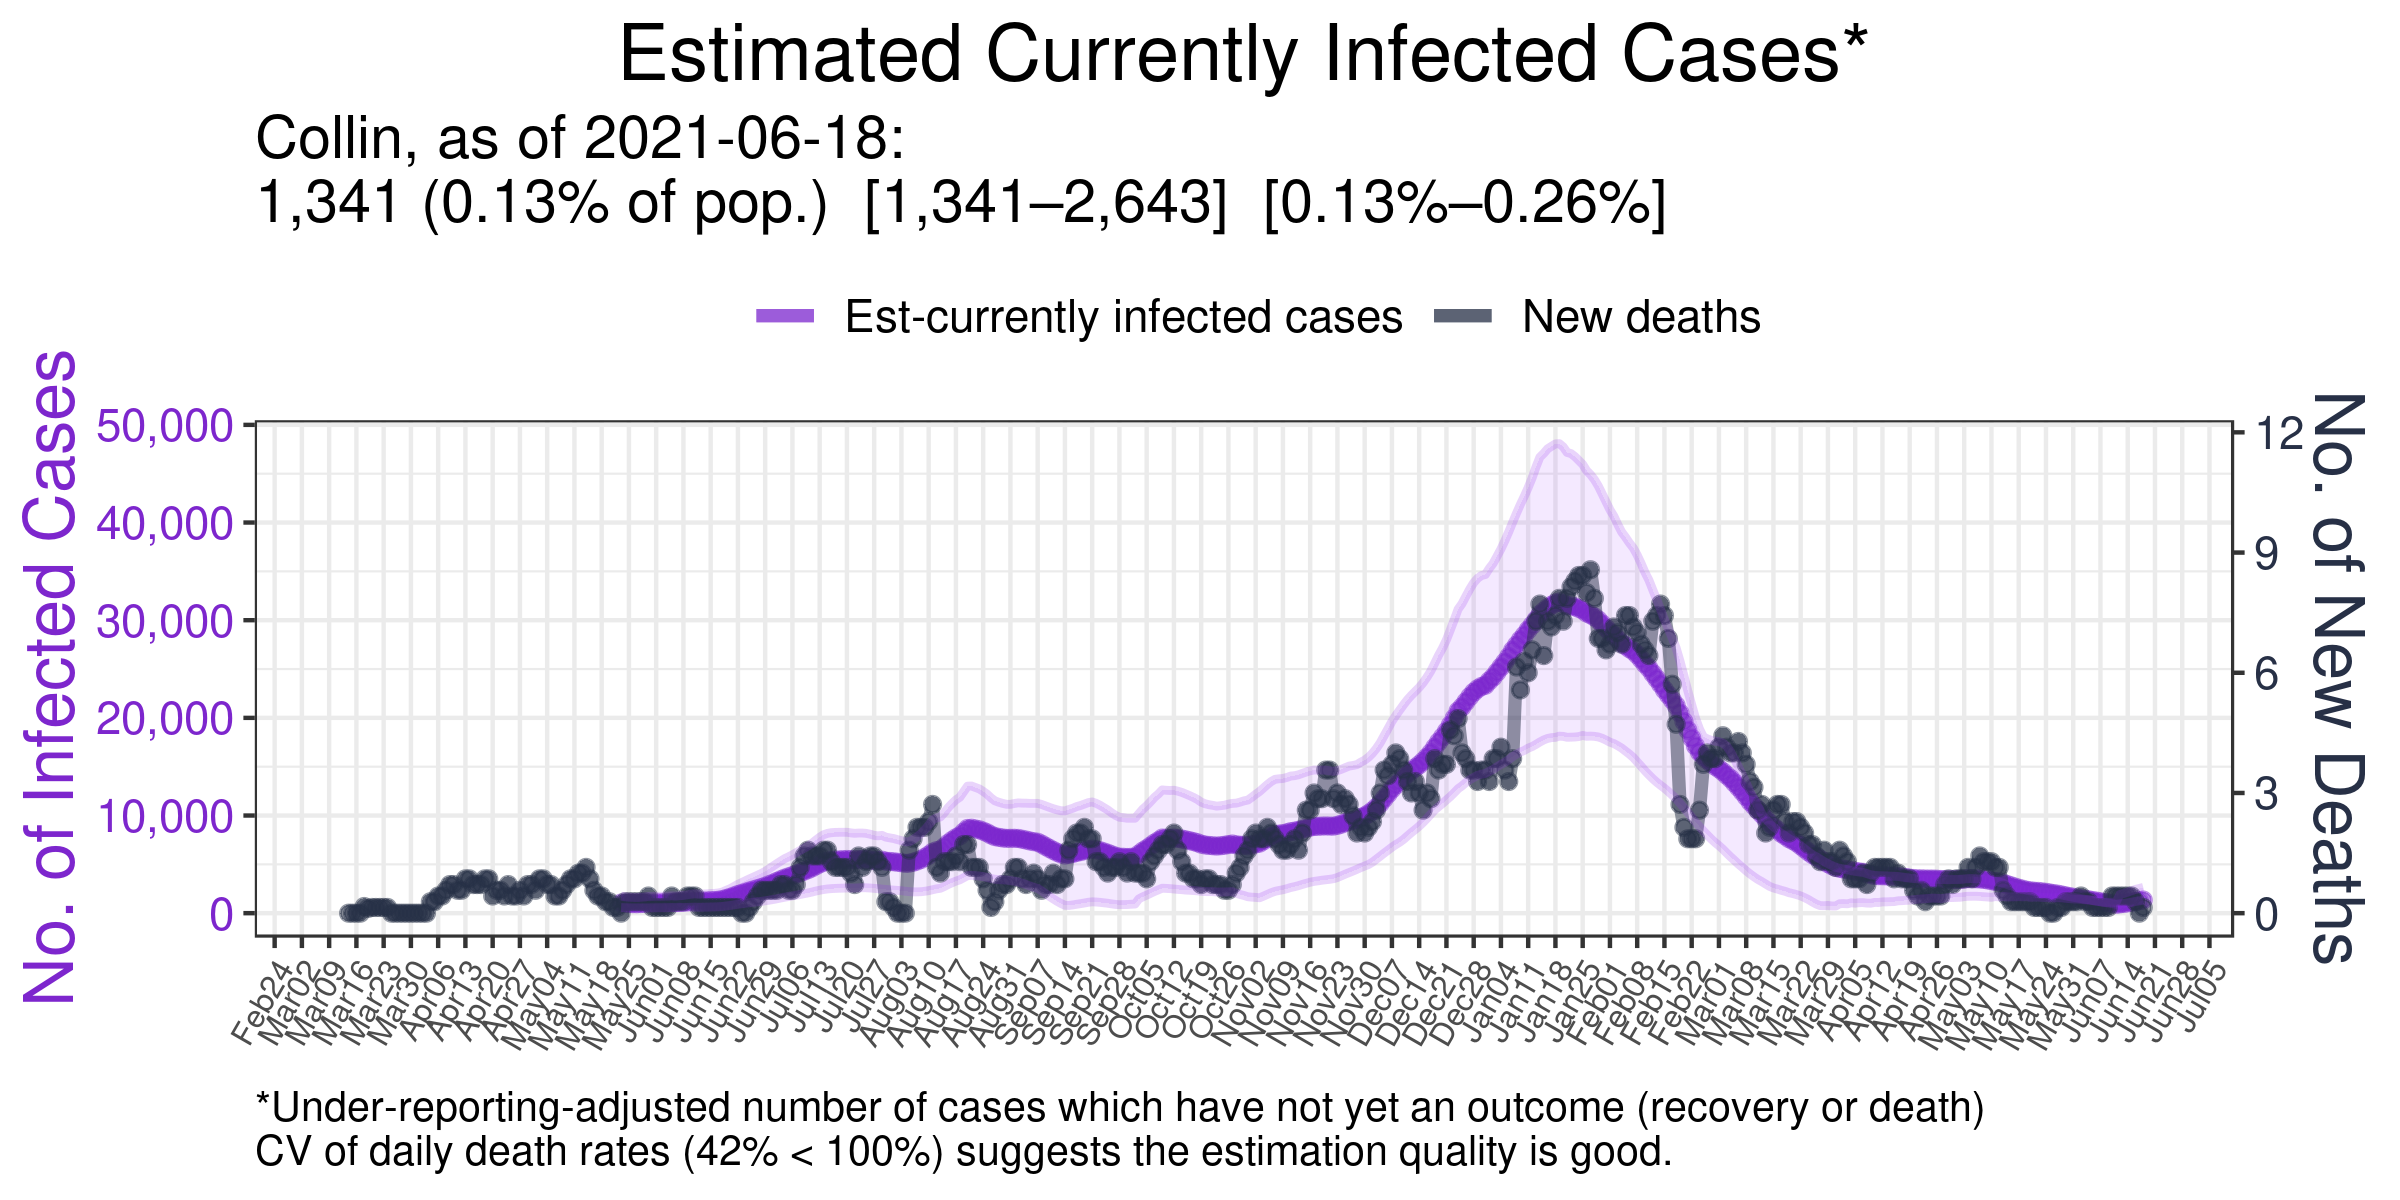 Estimated Currently Infected Cases*
Collin, as of 2021-06-18:
1,341 (0.13% of pop.) [1,341–2,643] [0.13%–0.26%]
Est-currently infected cases New deaths
No. of Infected Cases
50,000
40,000
30,000
20,000
10,000
0
12
9
6
3
0
No. of New Deaths
Feb24 Mar02 Mar09 Mar16 Mar23 Mar30 Apr06 Apr13 Apr20 Apr27 May04 May11 May18 May25 Jun01 Jun08 Jun15 Jun22 Jun29 Jul06 Jul13 Jul20 Jul27 Aug03 Aug10 Aug17 Aug24 Aug31 Sep07 Sep14 Sep21 Sep28 Oct05 Oct12 Oct19 Oct26 Nov02 Nov09 Nov16 Nov23 Nov30 Dec07 Dec14 Dec21 Dec28 Jan04 Jan11 Jan18 Jan25 Feb01 Feb08 Feb15 Feb22 Mar01 Mar08 Mar15 Mar22 Mar29 Apr05 Apr12 Apr19 Apr26 May03 May10 May17 May24 May31 Jun07 Jun14 Jun21 Jun28 Jul05
*Under-reporting-adjusted number of cases which have not yet an outcome (recovery or death)
CV of daily death rates (42% < 100%) suggests the estimation quality is good.